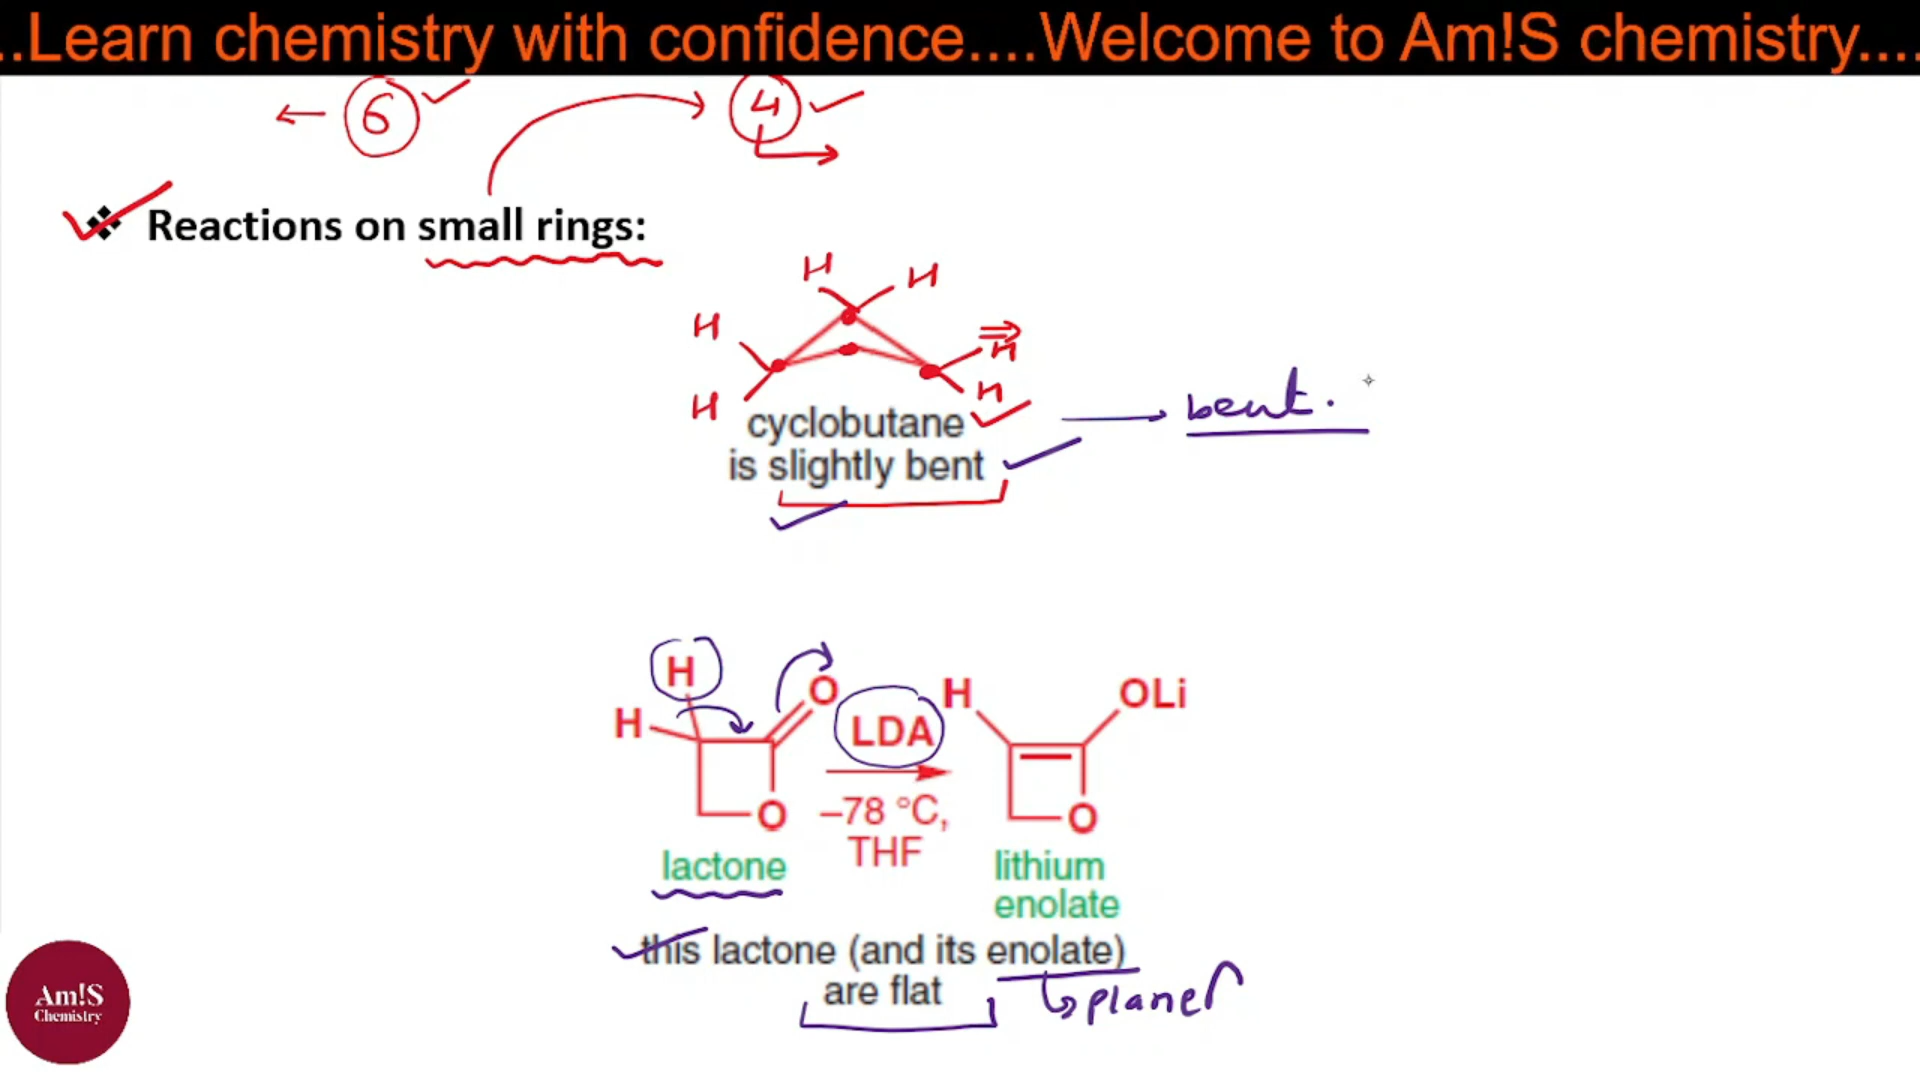 ..Learn chemistry with confidence....Welcome to Am!S chemistry....
6 4
Reactions on small rings:
H H
H H
H H
cyclobutane
is slightly bent
bent.
H O
H
O
lactone
LDA
–78 °C,
THF
H OLi
O
lithium
enolate
this lactone (and its enolate)
are flat
planer
Am!S
Chemistry